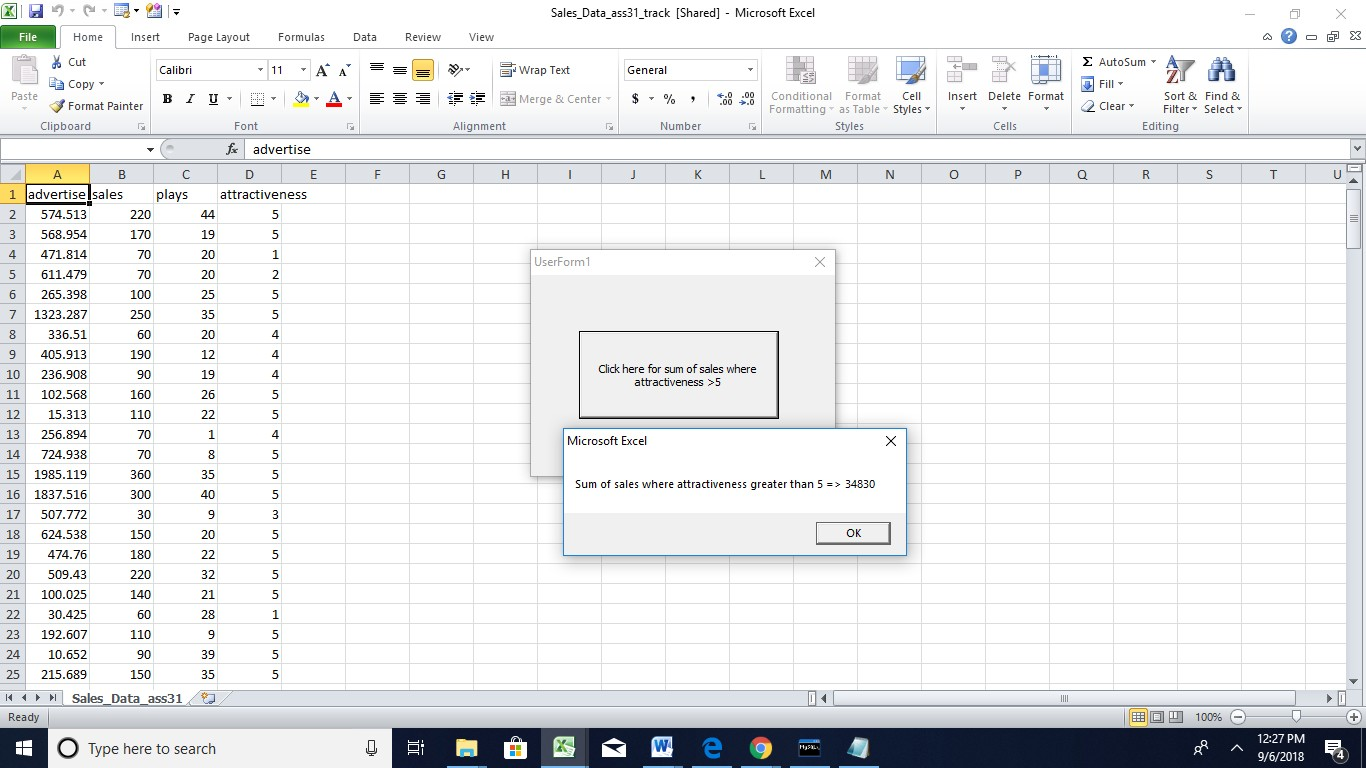 Sales_Data_ass31_track [Shared] - Microsoft Excel
File Home Insert Page Layout Formulas Data Review View
Paste
Cut
Copy
Format Painter
Clipboard
Calibri 11
B I U
Font
Wrap Text
Merge & Center
Alignment
General
$ % , .00 .0
Number
Conditional Formatting
Format as Table
Cell Styles
Styles
Insert Delete Format
Cells
AutoSum
Fill
Clear
Sort & Filter
Find & Select
Editing
fx advertise
A B C D E F G H I J K L M N O P Q R S T U
1 advertise sales plays attractiveness
2 574.513 220 44 5
3 568.954 170 19 5
4 471.814 70 20 1
5 611.479 70 20 2
6 265.398 100 25 5
7 1323.287 250 35 5
8 336.51 60 20 4
9 405.913 190 12 4
10 236.908 90 19 4
11 102.568 160 26 5
12 15.313 110 22 5
13 256.894 70 1 4
14 724.938 70 8 5
15 1985.119 360 35 5
16 1837.516 300 40 5
17 507.772 30 9 3
18 624.538 150 20 5
19 474.76 180 22 5
20 509.43 220 32 5
21 100.025 140 21 5
22 30.425 60 28 1
23 192.607 110 9 5
24 10.652 90 39 5
25 215.689 150 35 5
UserForm1
Click here for sum of sales where
attractiveness >5
Microsoft Excel
Sum of sales where attractiveness greater than 5 => 34830
OK
Sales_Data_ass31
Ready
100%
Type here to search
12:27 PM
9/6/2018
4